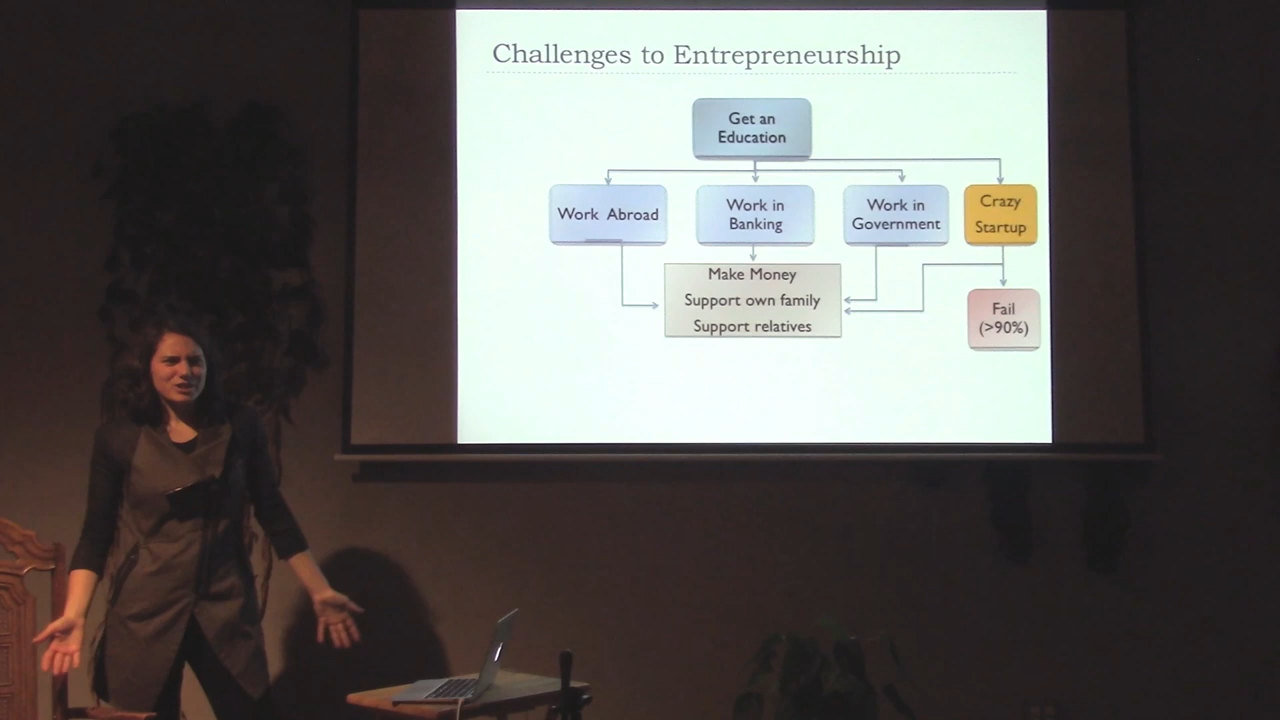 Challenges to Entrepreneurship
Get an
Education
Work Abroad
Work in
Banking
Work in
Government
Crazy
Startup
Make Money
Support own family
Support relatives
Fail
(>90%)